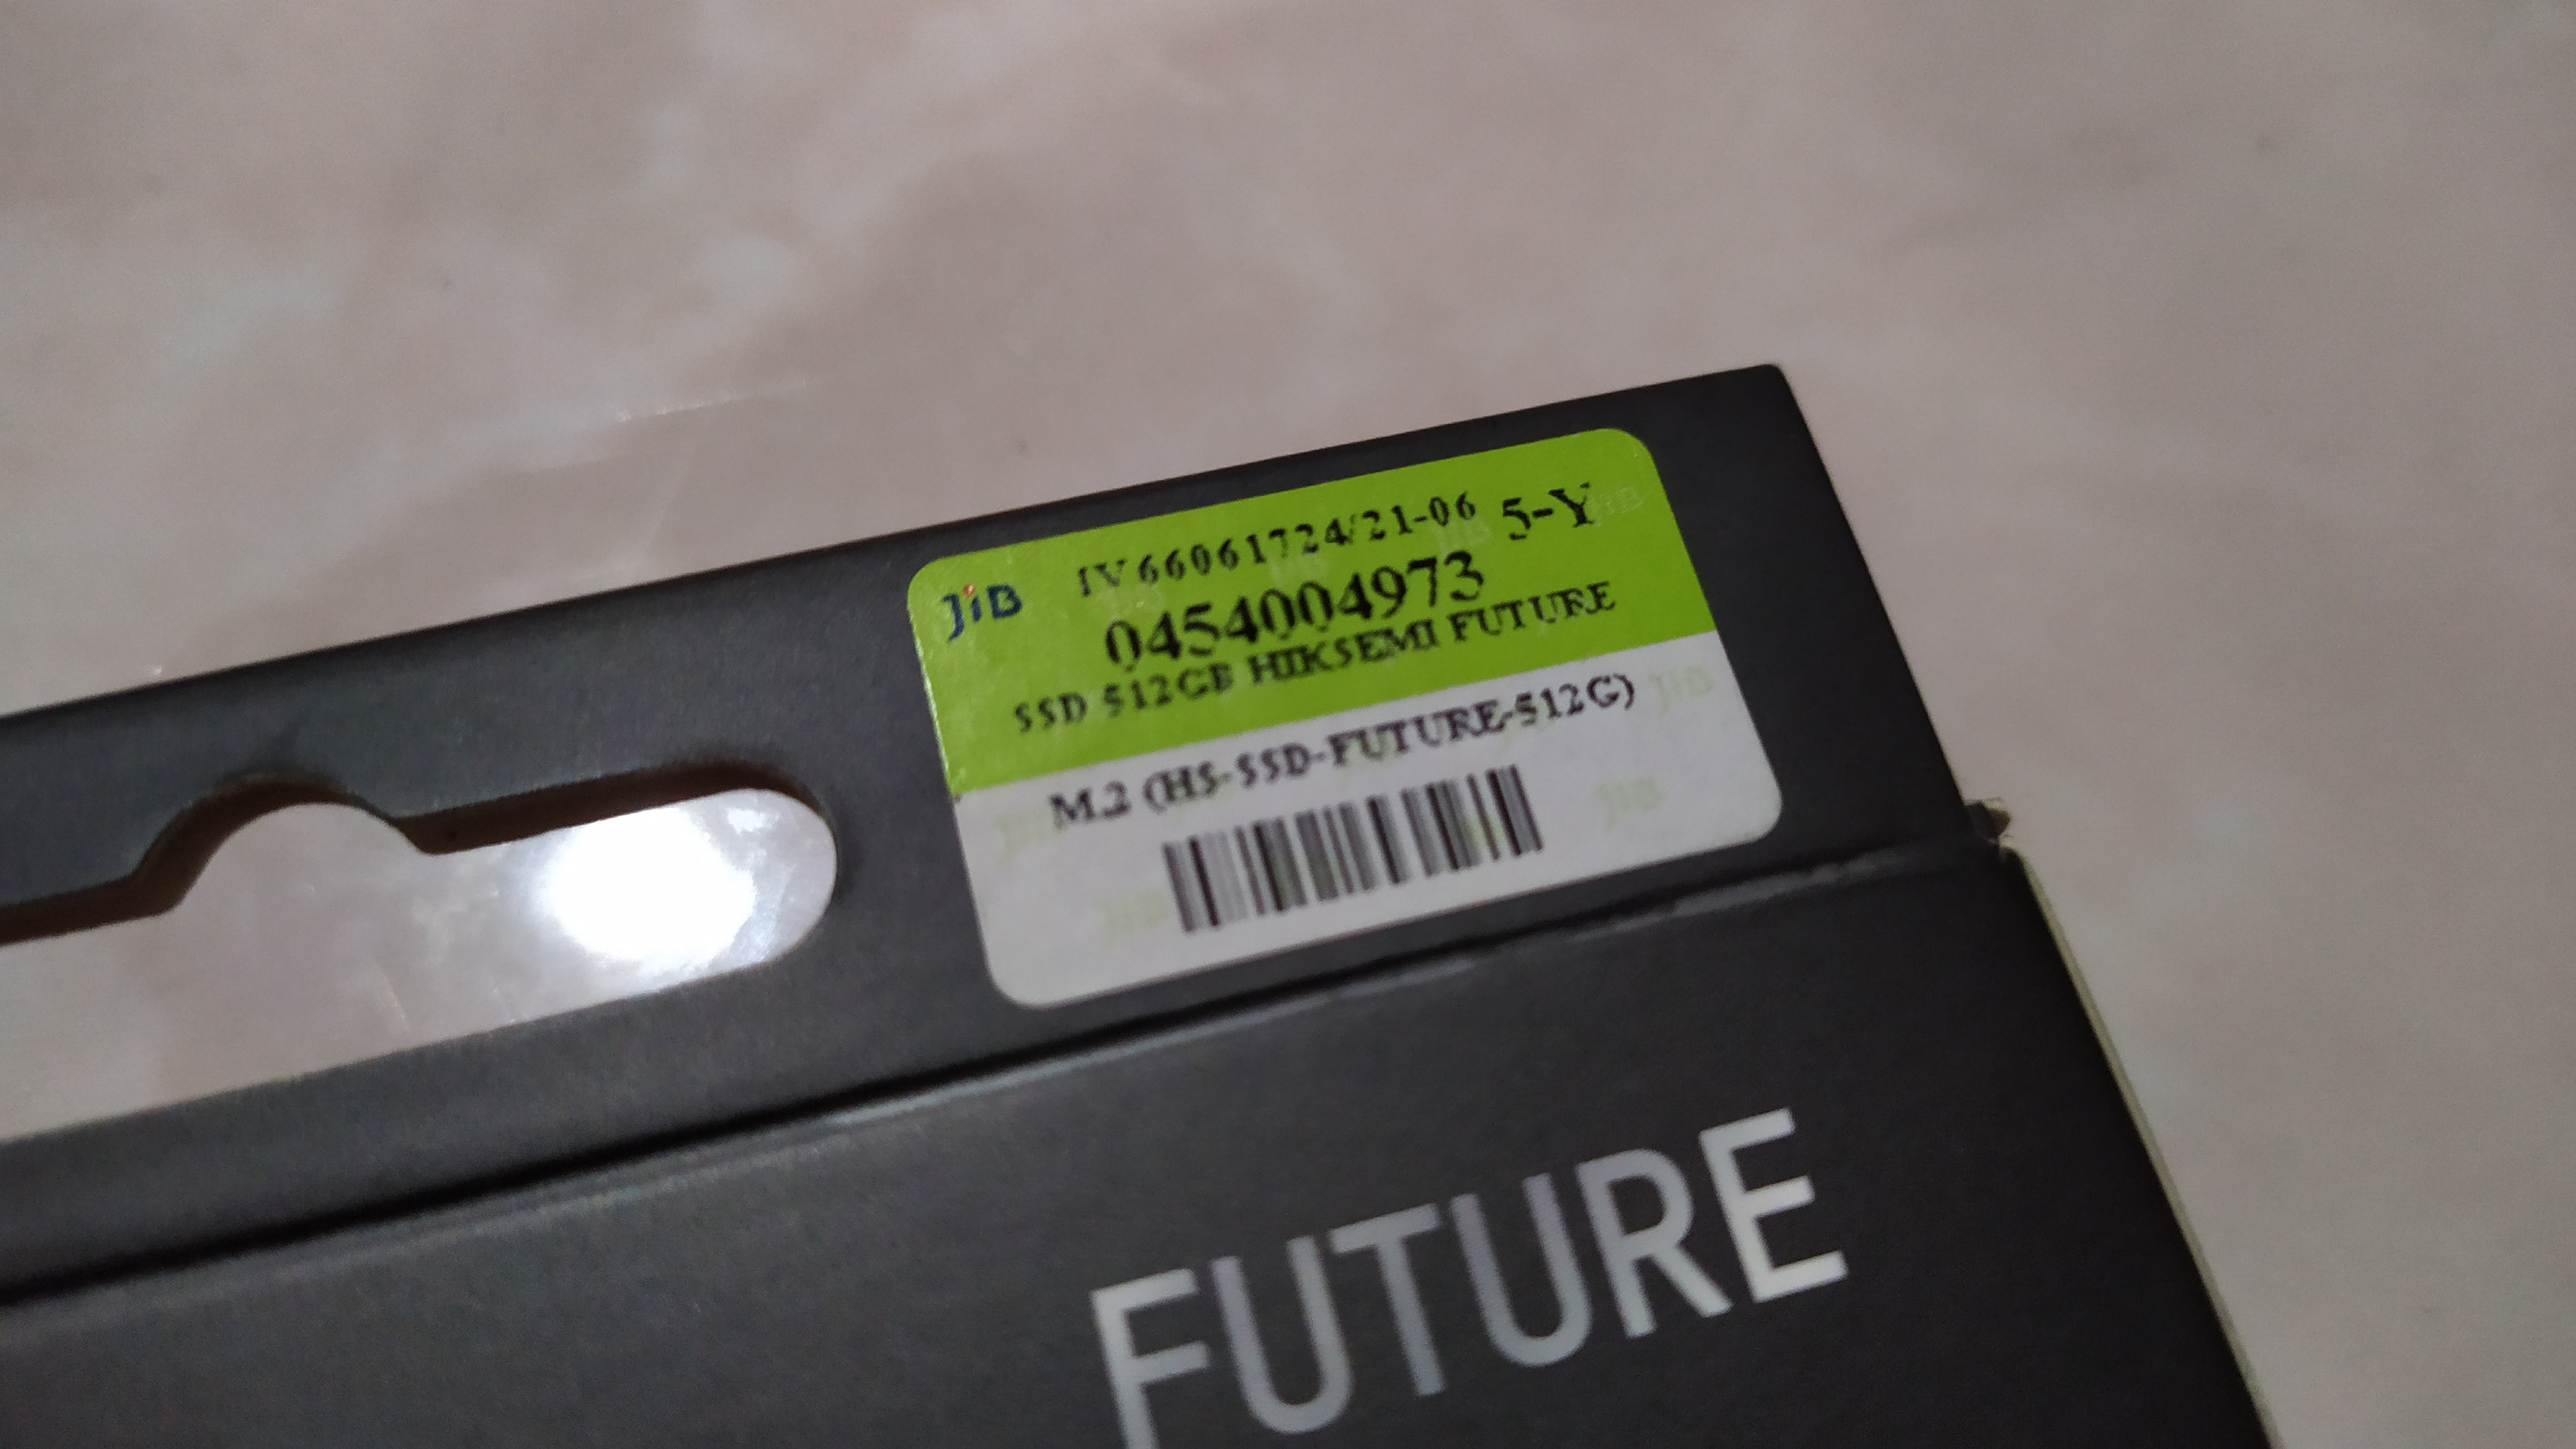 JiB IV66061724/21-06 5-Y
0454004973
SSD 512GB HIKSEMI FUTURE
M.2 (HS-SSD-FUTURE-512G)
FUTURE